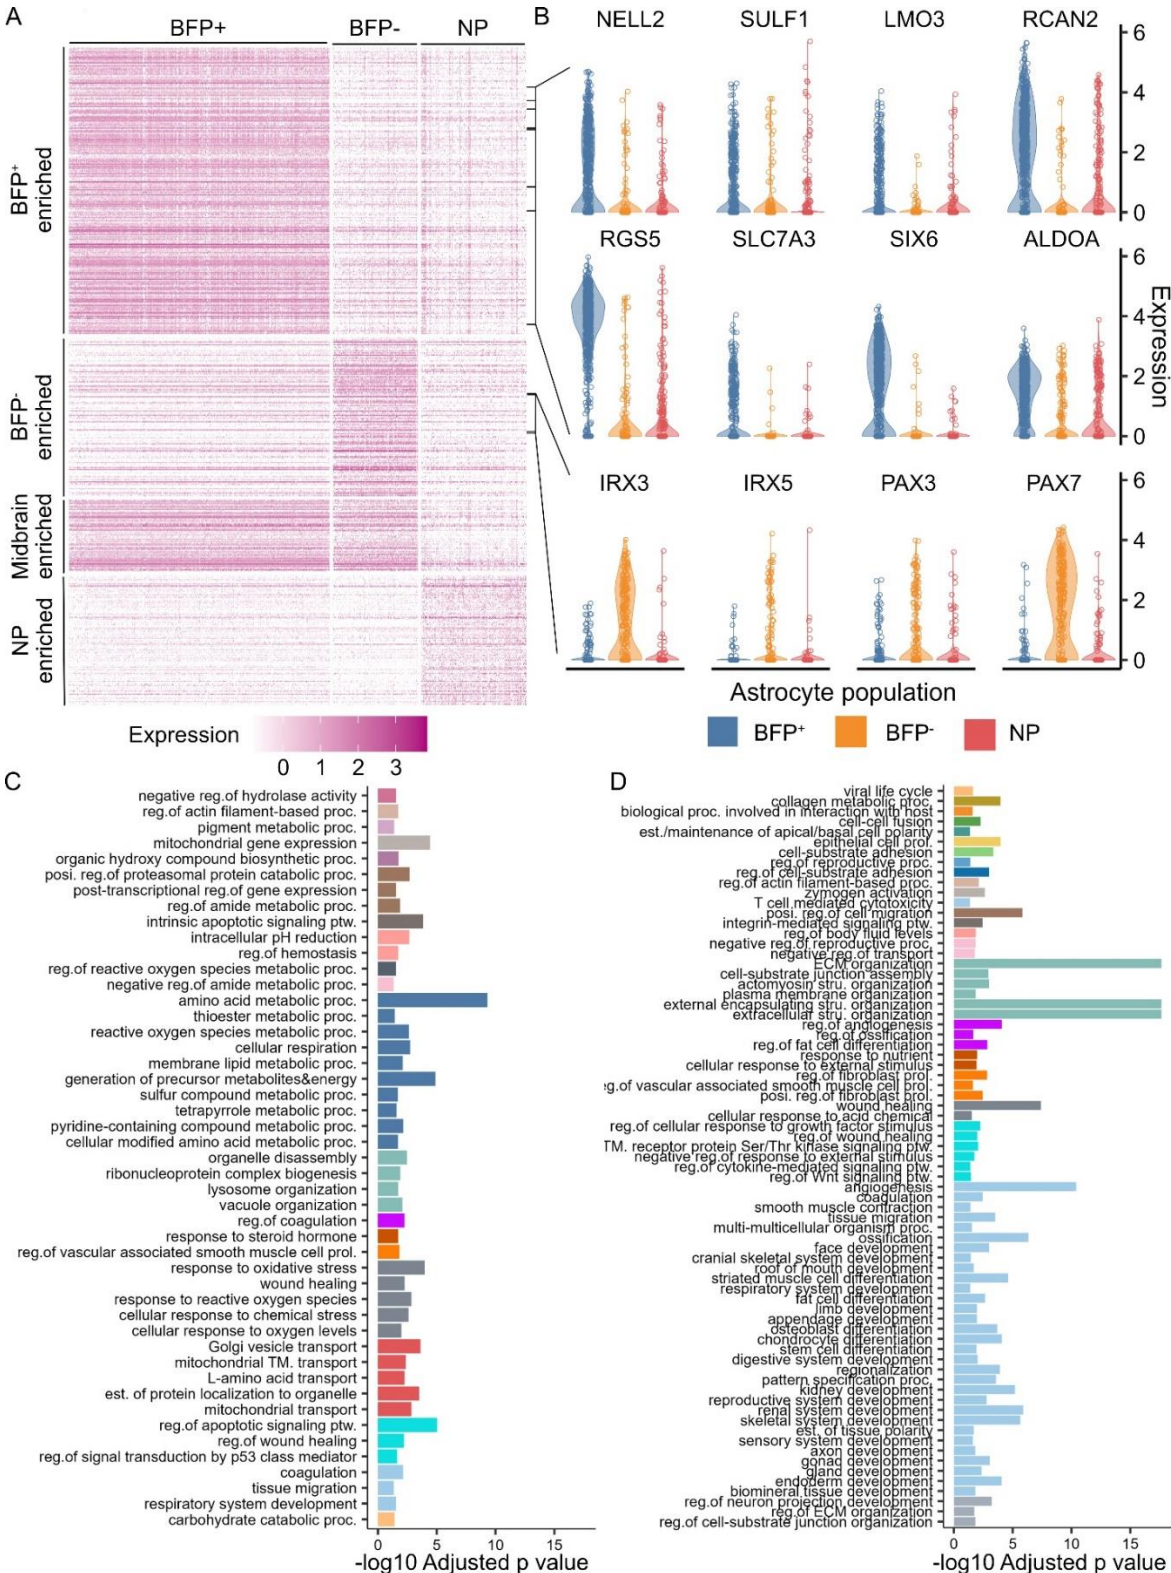 A
BFP+ BFP- NP
BFP+ enriched
BFP- enriched
Midbrain enriched
NP enriched
Expression
0 1 2 3
B
NELL2 SULF1 LMO3 RCAN2
6
4
2
0
RGS5 SLC7A3 SIX6 ALDOA
6
4
2
0
Expression
IRX3 IRX5 PAX3 PAX7
6
4
2
0
Astrocyte population
BFP+ BFP- NP
C
negative reg.of hydrolase activity
reg.of actin filament-based proc.
pigment metabolic proc.
mitochondrial gene expression
organic hydroxy compound biosynthetic proc.
posi. reg.of proteasomal protein catabolic proc.
post-transcriptional reg.of gene expression
reg.of amide metabolic proc.
intrinsic apoptotic signaling ptw.
intracellular pH reduction
reg.of hemostasis
reg.of reactive oxygen species metabolic proc.
negative reg.of amide metabolic proc.
amino acid metabolic proc.
thioester metabolic proc.
reactive oxygen species metabolic proc.
cellular respiration
membrane lipid metabolic proc.
generation of precursor metabolites&energy
sulfur compound metabolic proc.
tetrapyrrole metabolic proc.
pyridine-containing compound metabolic proc.
cellular modified amino acid metabolic proc.
organelle disassembly
ribonucleoprotein complex biogenesis
lysosome organization
vacuole organization
reg.of coagulation
response to steroid hormone
reg.of vascular associated smooth muscle cell prol.
response to oxidative stress
wound healing
response to reactive oxygen species
cellular response to chemical stress
cellular response to oxygen levels
Golgi vesicle transport
mitochondrial TM. transport
L-amino acid transport
est. of protein localization to organelle
mitochondrial transport
reg.of apoptotic signaling ptw.
reg.of wound healing
reg.of signal transduction by p53 class mediator
coagulation
tissue migration
respiratory system development
carbohydrate catabolic proc.
0 5 10 15
-log10 Adjusted p value
D
viral life cycle
collagen metabolic proc.
biological proc. involved in interaction with host
cell-cell fusion
est./maintenance of apical/basal cell polarity
epithelial cell prof.
cell-substrate adhesion
reg.of reproductive proc.
reg.of cell-substrate adhesion
reg.of actin filament-based proc.
zymogen activation
T cell mediated cytotoxicity
posi. reg.of cell migration
integrin-mediated signaling ptw.
reg.of body fluid levels
negative reg.of reproductive proc.
negative reg.of transport
ECM organization
cell-substrate junction assembly
actomyosin stru. organization
plasma membrane organization
external encapsulating stru. organization
extracellular stru. organization
reg.of angiogenesis
reg.of ossification
reg.of fat cell differentiation
response to nutrient
cellular response to external stimulus
reg.of fibroblast prol.
eg.of vascular associated smooth muscle cell prol.
posi. reg.of fibroblast prol.
wound healing
cellular response to acid chemical
reg.of cellular response to growth factor stimulus
reg.of wound healing
TM. receptor protein Ser/Thr kinase signaling ptw.
negative reg.of response to external stimulus
reg.of cytokine-mediated signaling ptw.
reg.of Wnt signaling ptw.
angiogenesis
coagulation
smooth muscle contraction
tissue migration
multi-multicellular organism proc.
ossification
face development
cranial skeletal system development
roof of mouth development
striated muscle cell differentiation
respiratory system development
fat cell differentiation
limb development
appendage development
osteoblast differentiation
chondrocyte differentiation
stem cell differentiation
digestive system development
regionalization
pattern specification proc.
kidney development
reproductive system development
renal system development
skeletal system development
est. of tissue polarity
sensory system development
axon development
gonad development
gland development
endoderm development
biomineral tissue development
reg.of neuron projection development
reg.of ECM organization
reg.of cell-substrate junction organization
0 5 10 15
-log10 Adjusted p value